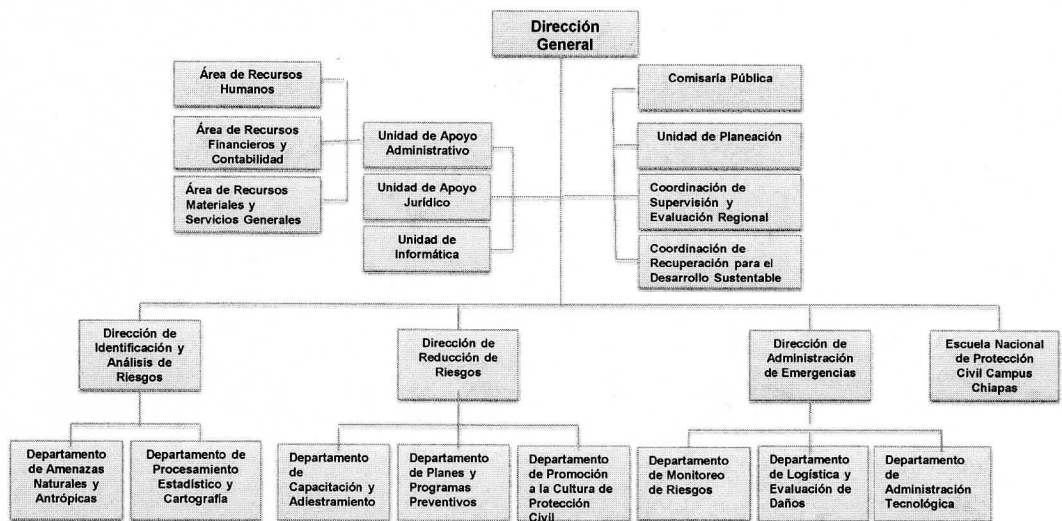 Dirección
General
Área de Recursos
Humanos
Área de Recursos
Financieros y
Contabilidad
Área de Recursos
Materiales y
Servicios Generales
Unidad de Apoyo
Administrativo
Unidad de Apoyo
Jurídico
Unidad de
Informática
Comisaría Pública
Unidad de Planeación
Coordinación de
Supervisión y
Evaluación Regional
Coordinación de
Recuperación para el
Desarrollo Sustentable
Dirección de
Identificación y
Análisis de
Riesgos
Dirección de
Reducción de
Riesgos
Dirección de
Administración
de Emergencias
Escuela Nacional
de Protección
Civil Campus
Chiapas
Departamento
de Amenazas
Naturales y
Antrópicas
Departamento de
Procesamiento
Estadístico y
Cartografía
Departamento
de
Capacitación y
Adiestramiento
Departamento
de Planes y
Programas
Preventivos
Departamento
de Promoción
a la Cultura de
Protección
Civil
Departamento
de Monitoreo
de Riesgos
Departamento
de Logística y
Evaluación de
Daños
Departamento
de
Administración
Tecnológica